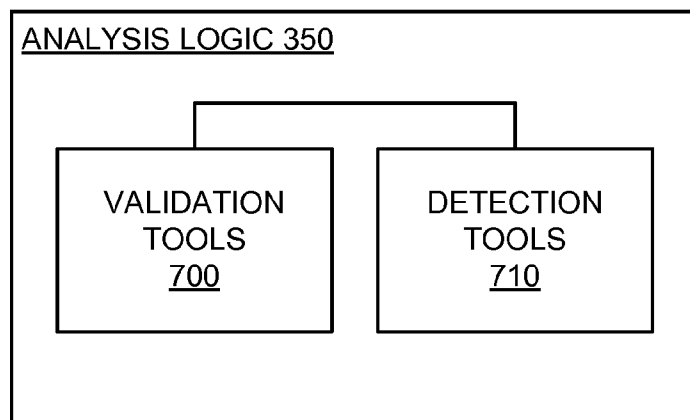 ANALYSIS LOGIC 350
VALIDATION
TOOLS
700
DETECTION
TOOLS
710